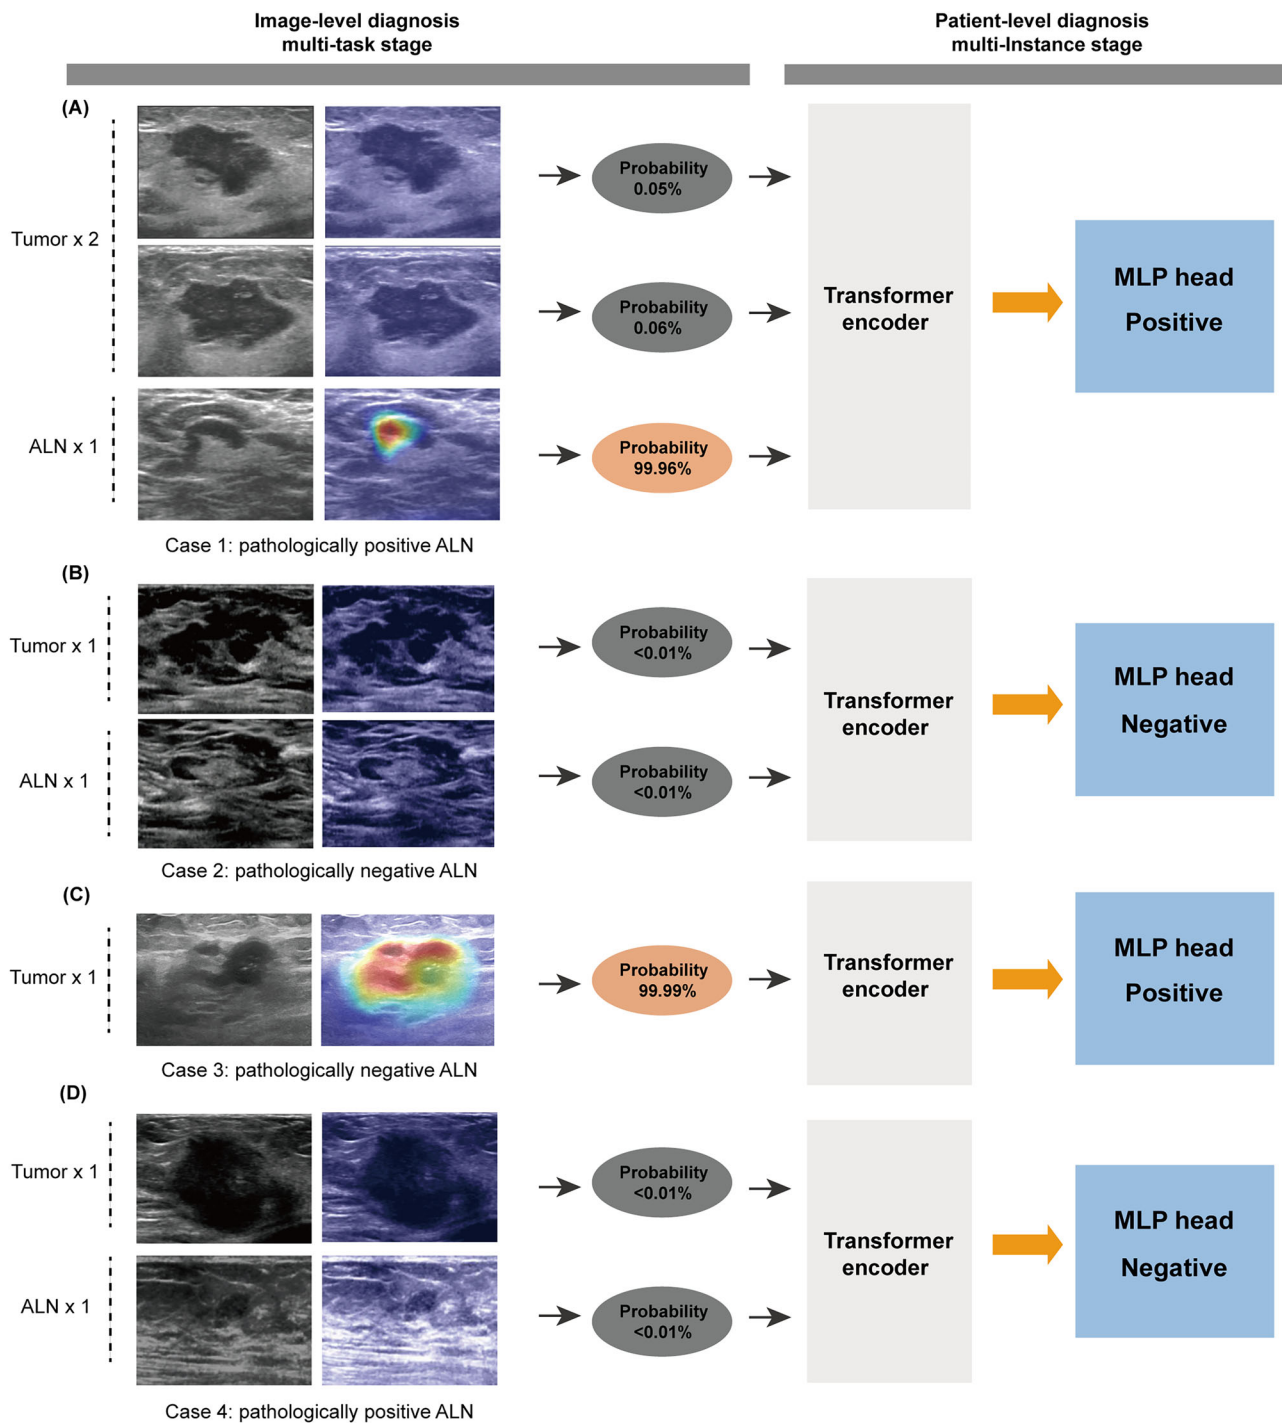 Image-level diagnosis
multi-task stage
Patient-level diagnosis
multi-Instance stage
(A)
Tumor x 2
ALN x 1
Probability
0.05%
Probability
0.06%
Probability
99.96%
Transformer
encoder
MLP head
Positive
Case 1: pathologically positive ALN
(B)
Tumor x 1
ALN x 1
Probability
<0.01%
Probability
<0.01%
Transformer
encoder
MLP head
Negative
Case 2: pathologically negative ALN
(C)
Tumor x 1
Probability
99.99%
Transformer
encoder
MLP head
Positive
Case 3: pathologically negative ALN
(D)
Tumor x 1
ALN x 1
Probability
<0.01%
Probability
<0.01%
Transformer
encoder
MLP head
Negative
Case 4: pathologically positive ALN